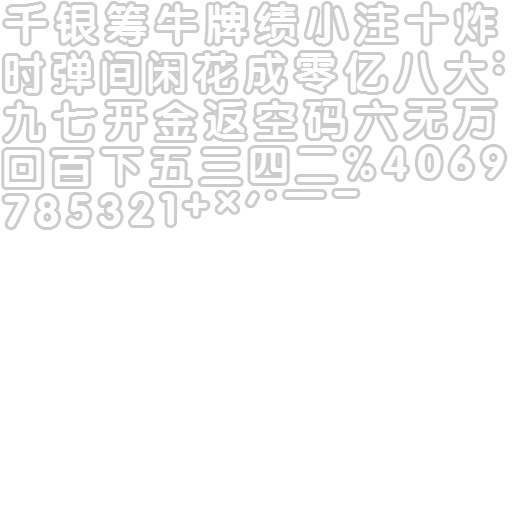 千银筹牛牌绩小注十炸
时弹间闲花成零亿八大:
九七开金返空码六无万
回百下五三四二%4069
785321+×/·一-